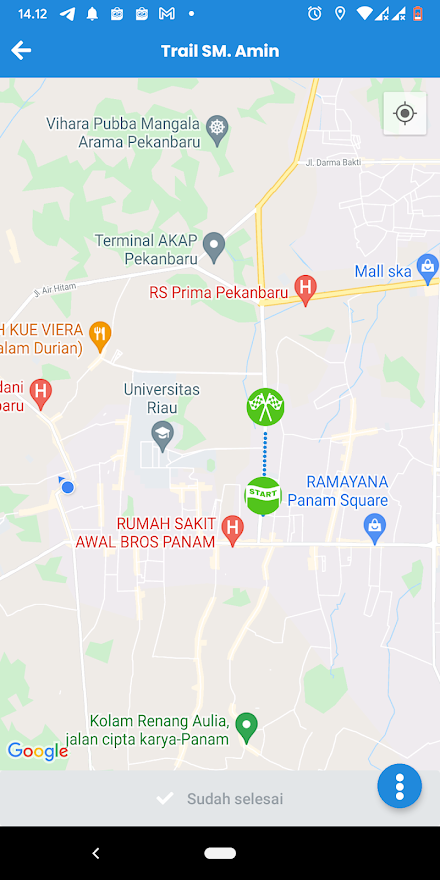 14.12
Trail SM. Amin
Vihara Pubba Mangala
Arama Pekanbaru
Jl. Darma Bakti
Terminal AKAP
Pekanbaru
Mall ska
Jl. Air Hitam
RS Prima Pekanbaru
H KUE VIERA
alam Durian)
dani
baru
Universitas
Riau
START
RAMAYANA
Panam Square
RUMAH SAKIT
AWAL BROS PANAM
Kolam Renang Aulia,
jalan cipta karya-Panam
Google
Sudah selesai